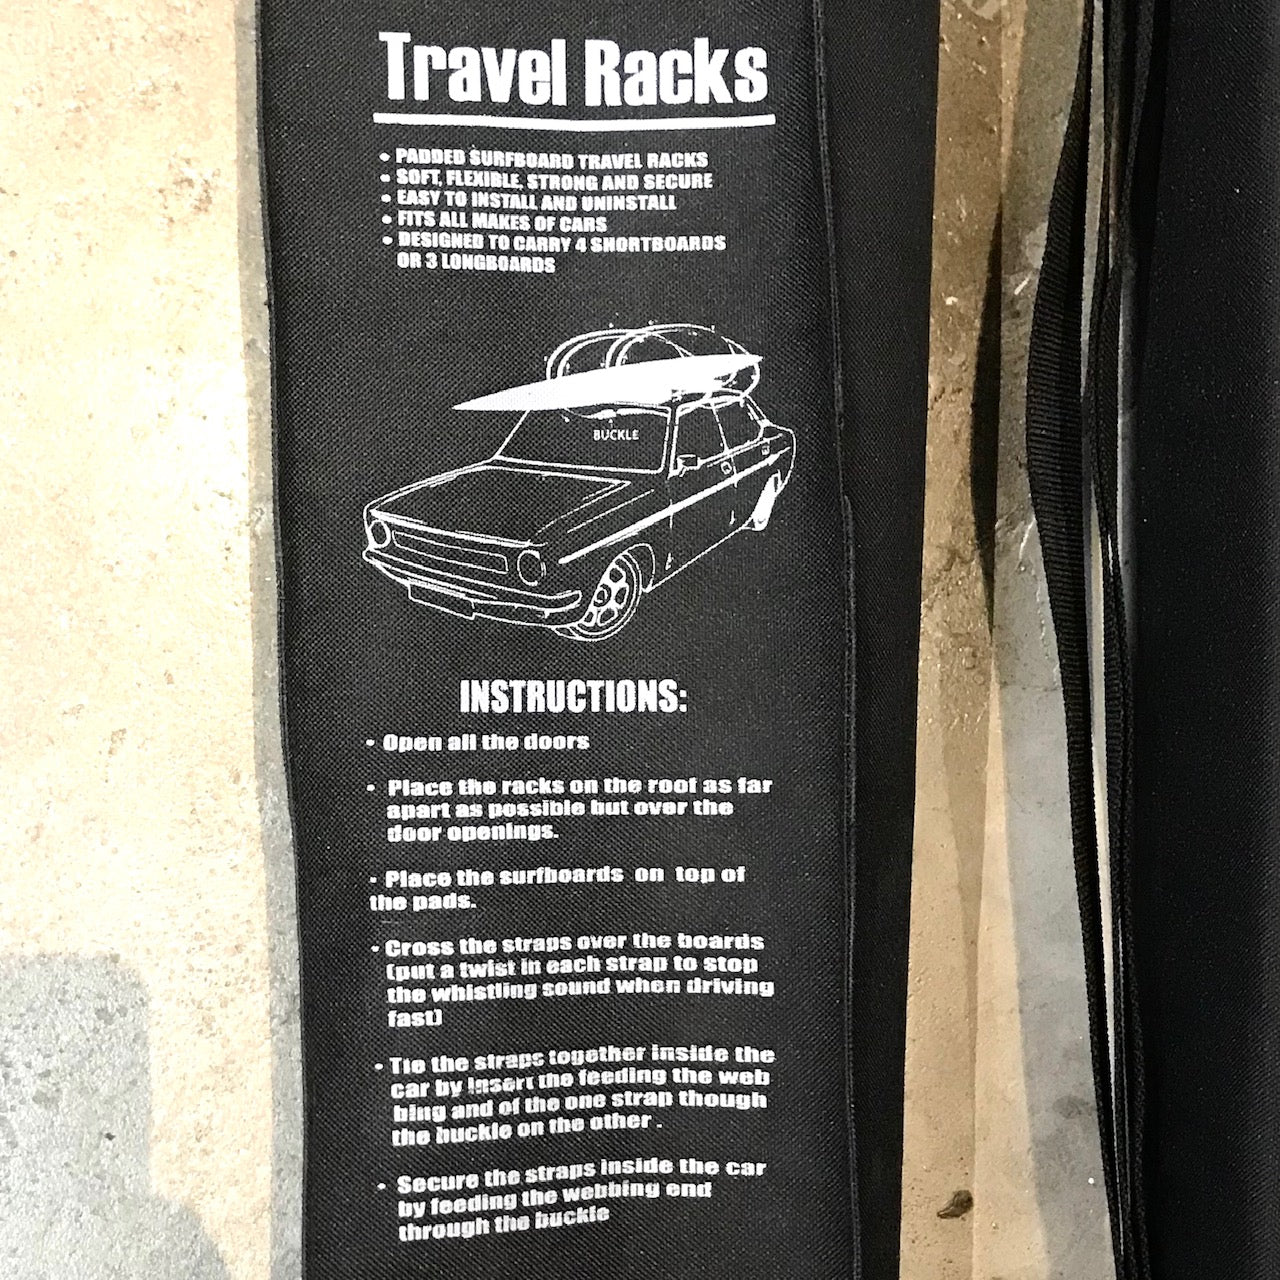 Travel Racks
• PADDED SURFBOARD TRAVEL RACKS
• SOFT, FLEXIBLE, STRONG AND SECURE
• EASY TO INSTALL AND UNINSTALL
• FITS ALL MAKES OF CARS
• DESIGNED TO CARRY 4 SHORTBOARDS
OR 3 LONGBOARDS
BUCKLE
INSTRUCTIONS:
• Open all the doors
• Place the racks on the roof as far
apart as possible but over the
door openings.
• Place the surfboards on top of
the pads.
• Cross the straps over the boards
(put a twist in each strap to stop
the whistling sound when driving
fast)
• Tie the straps together inside the
car by insert the feeding the web
bing and of the one strap though
the buckle on the other .
• Secure the straps inside the car
by feeding the webbing end
through the buckle